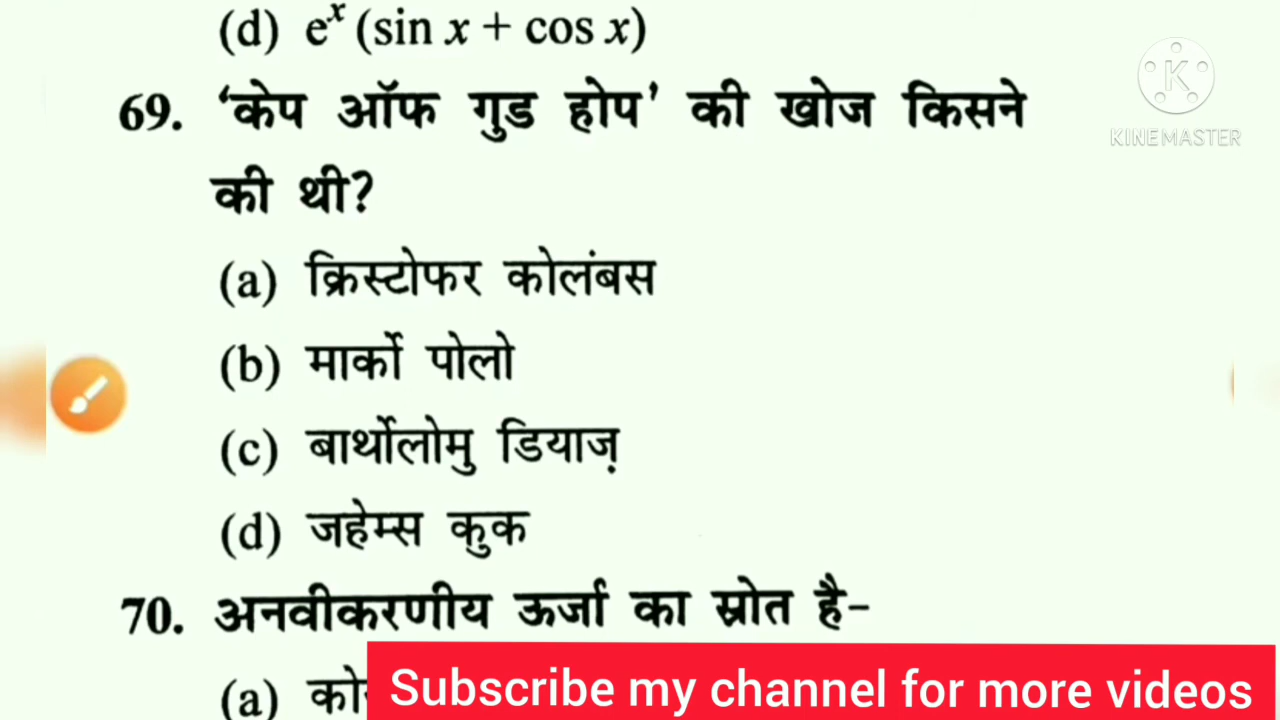 (d) eˣ (sin x + cos x)
69. 'केप ऑफ गुड होप' की खोज किसने
की थी?
(a) क्रिस्टोफर कोलंबस
(b) मार्को पोलो
(c) बार्थोलोमु डियाज़
(d) जहेम्स कुक
70. अनवीकरणीय ऊर्जा का स्रोत है-
(a)
K
KINEMASTER
Subscribe my channel for more videos